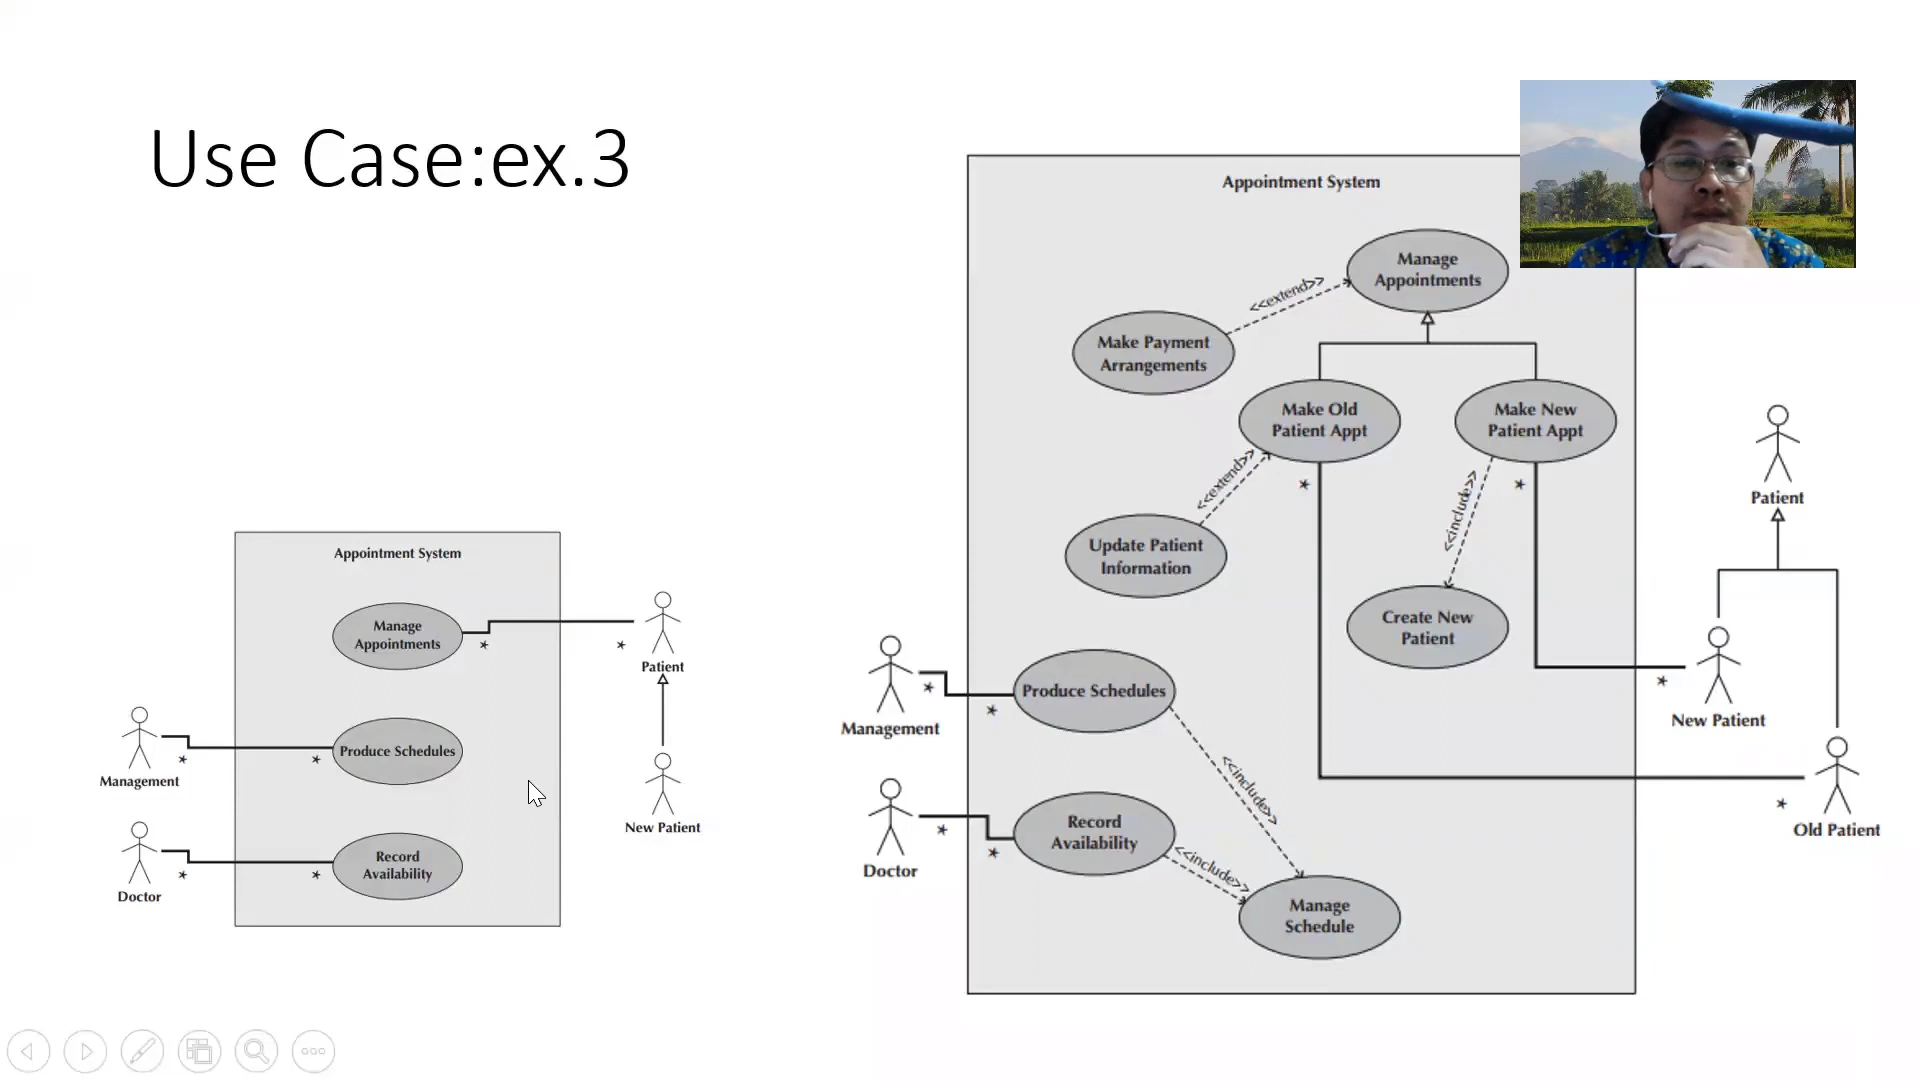 Use Case:ex.3
Appointment System
Manage
Appointments
*
*
Patient
Produce Schedules
*
*
Management
New Patient
Record
Availability
*
*
Doctor
Appointment System
Manage
Appointments
<<extend>>
Make Payment
Arrangements
Make Old
Patient Appt
Make New
Patient Appt
<<extend>>
*
<<include>>
*
Patient
Update Patient
Information
Create New
Patient
Produce Schedules
*
*
Management
*
New Patient
<<include>>
Record
Availability
*
*
Doctor
<<include>>
*
Old Patient
Manage
Schedule